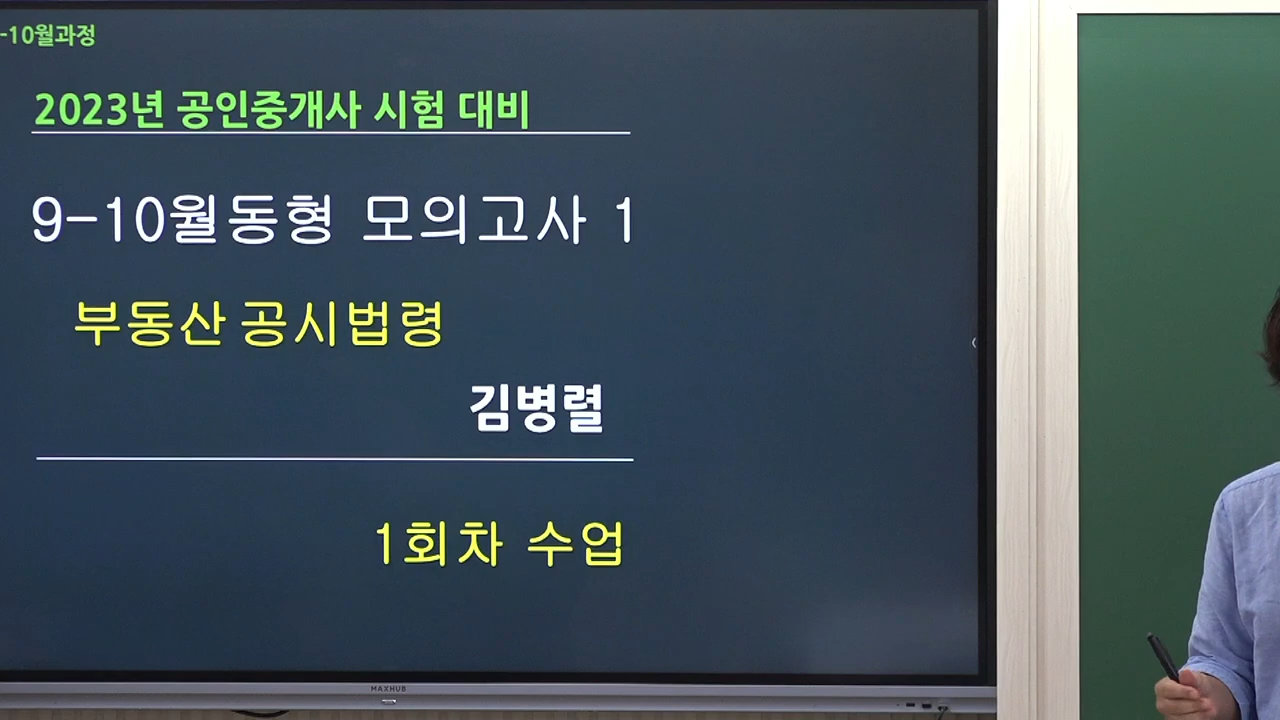 -10월과정
2023년 공인중개사 시험 대비
9-10월동형 모의고사 1
부동산 공시법령
김병렬
1회차 수업
MAXHUB